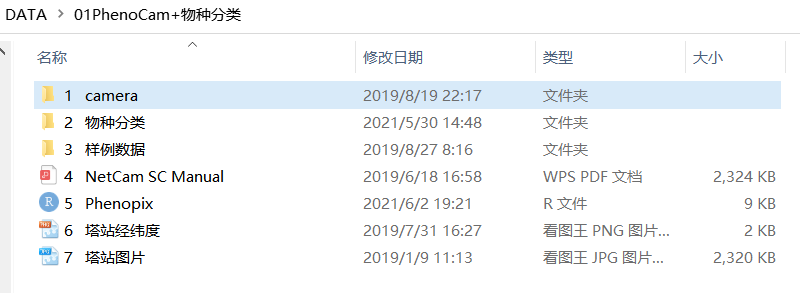 DATA > 01PhenoCam+物种分类
名称 修改日期 类型 大小
1 camera 2019/8/19 22:17 文件夹
2 物种分类 2021/5/30 14:48 文件夹
3 样例数据 2019/8/27 8:16 文件夹
4 NetCam SC Manual 2019/6/18 16:58 WPS PDF 文档 2,324 KB
5 Phenopix 2021/6/2 19:21 R 文件 9 KB
6 塔站经纬度 2019/7/31 16:27 看图王 PNG 图片... 2 KB
7 塔站图片 2019/1/9 11:13 看图王 JPG 图片... 2,320 KB